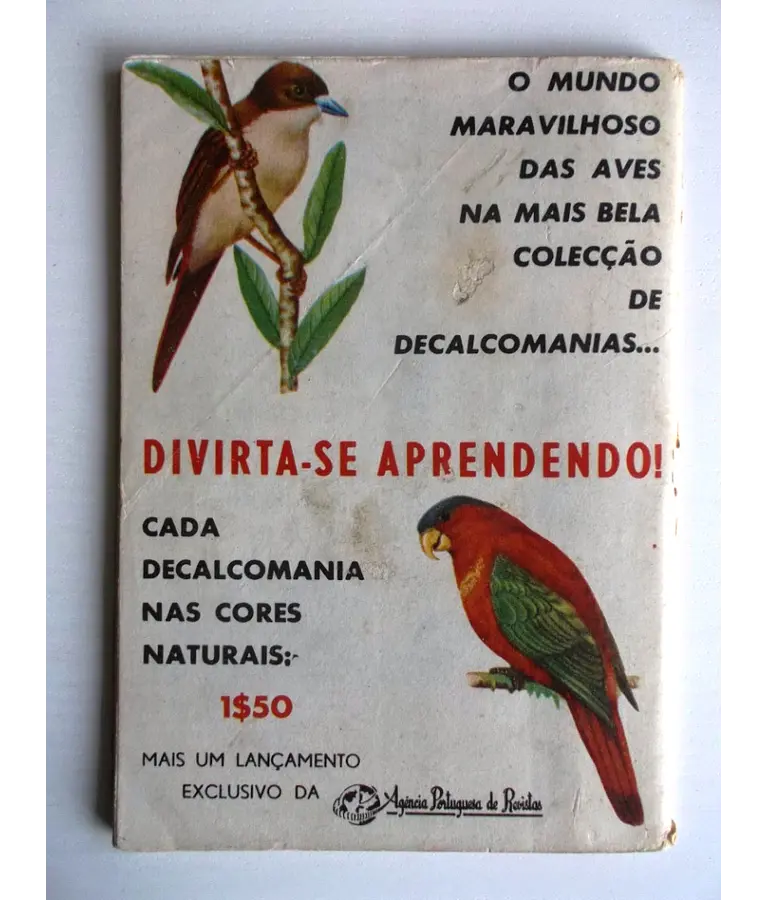 O MUNDO
MARAVILHOSO
DAS AVES
NA MAIS BELA
COLECÇÃO
DE
DECALCOMANIAS...
DIVIRTA-SE APRENDENDO!
CADA
DECALCOMANIA
NAS CORES
NATURAIS:-
1$50
MAIS UM LANÇAMENTO
EXCLUSIVO DA Agência Portuguesa de Revistas